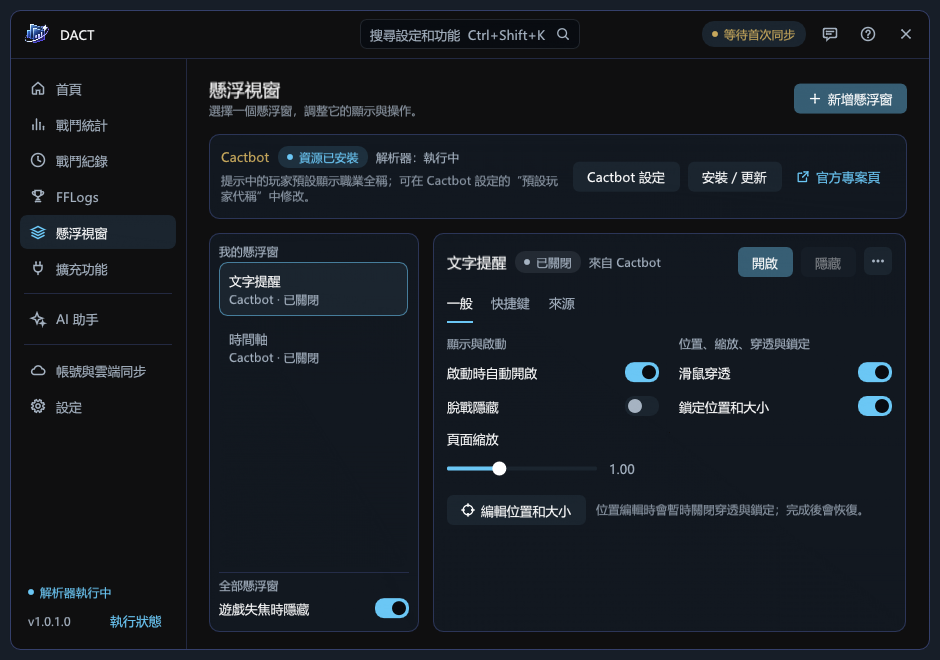 DACT
搜尋設定和功能 Ctrl+Shift+K
等待首次同步
首頁
戰鬥統計
戰鬥紀錄
FFLogs
懸浮視窗
擴充功能
AI 助手
帳號與雲端同步
設定
解析器執行中
v1.0.1.0 執行狀態
懸浮視窗
選擇一個懸浮窗，調整它的顯示與操作。
新增懸浮窗
Cactbot 資源已安裝 解析器：執行中
提示中的玩家預設顯示職業全稱；可在 Cactbot 設定的“預設玩
家代稱”中修改。
Cactbot 設定
安裝 / 更新
官方專案頁
我的懸浮窗
文字提醒
Cactbot · 已關閉
時間軸
Cactbot · 已關閉
全部懸浮窗
遊戲失焦時隱藏
文字提醒 已關閉 來自 Cactbot
開啟
隱藏
一般 快捷鍵 來源
顯示與啟動
啟動時自動開啟
脫戰隱藏
頁面縮放
1.00
位置、縮放、穿透與鎖定
滑鼠穿透
鎖定位置和大小
編輯位置和大小
位置編輯時會暫時關閉穿透與鎖定；完成後會恢復。